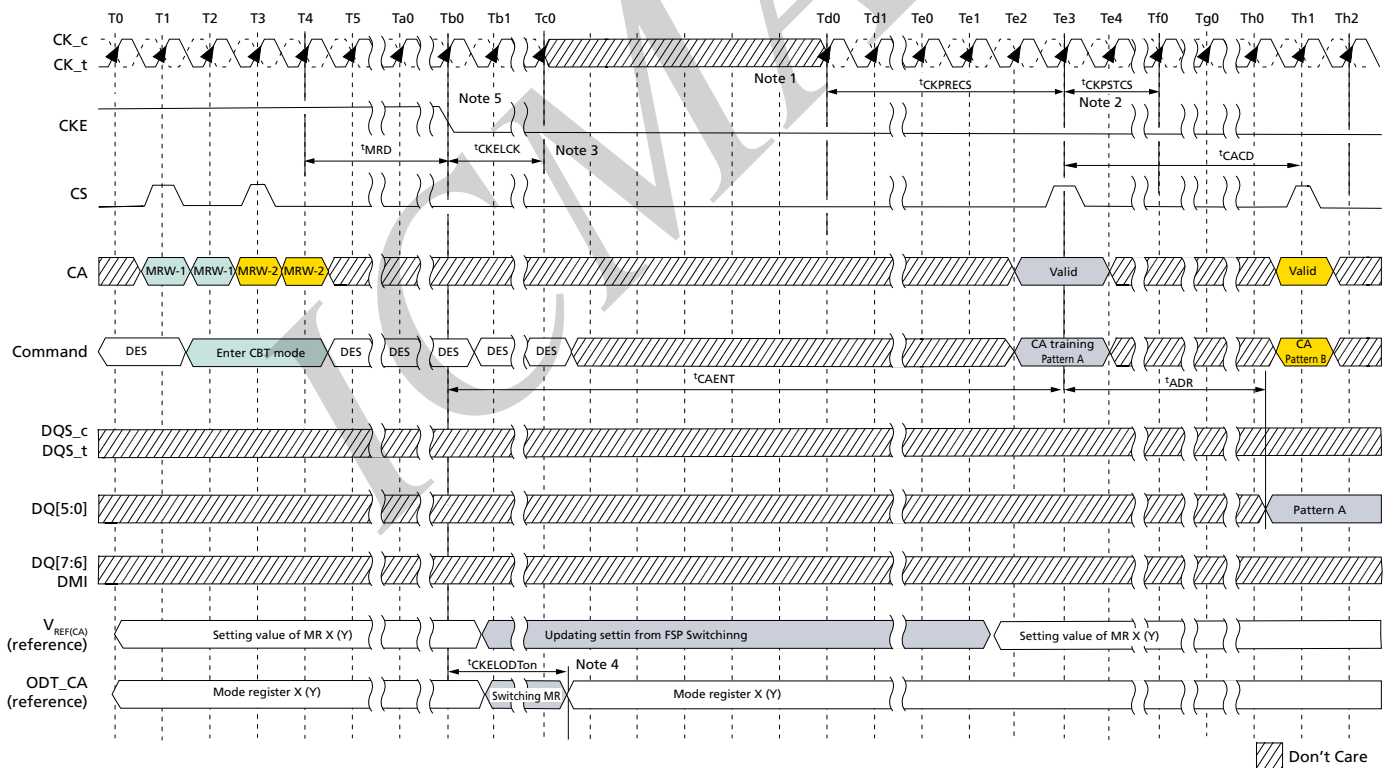 T0 T1 T2 T3 T4 T5 Ta0 Tb0 Tb1 Tc0 Td0 Td1 Te0 Te1 Te2 Te3 Te4 Tf0 Tg0 Th0 Th1 Th2
CK_c
CK_t
Note 1
tCKPRECS
tCKPSTCS
Note 2
Note 5
CKE
tMRD
tCKELCK
Note 3
tCACD
CS
CA
MRW-1 MRW-1 MRW-2 MRW-2 Valid Valid
Command
DES Enter CBT mode DES DES DES DES DES CA training Pattern A CA Pattern B
tCAENT
tADR
DQS_c
DQS_t
DQ[5:0]
Pattern A
DQ[7:6]
DMI
VREF(CA)
(reference)
Setting value of MR X (Y) Updating settin from FSP Switchinng Setting value of MR X (Y)
tCKELODTon
Note 4
ODT_CA
(reference)
Mode register X (Y) Switching MR Mode register X (Y)
Don't Care
ICMA